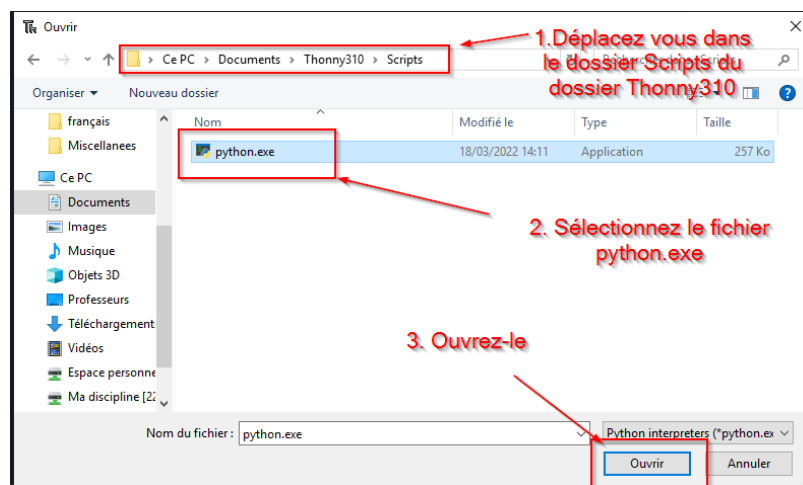 Ouvrir
1.Déplacez vous dans
Ce PC > Documents > Thonny310 > Scripts
le dossier Scripts du
dossier Thonny310
Organiser
Nouveau dossier
français
Nom
Modifié le
Type
Taille
Miscellanees
python.exe
18/03/2022 14:11
Application
257 Ko
Ce PC
Documents
Images
2. Sélectionnez le fichier
python.exe
Musique
Objets 3D
Professeurs
Téléchargement
3. Ouvrez-le
Vidéos
Espace personne
Ma discipline [22
Nom du fichier :
python.exe
Python interpreters (*python.ex
Ouvrir
Annuler